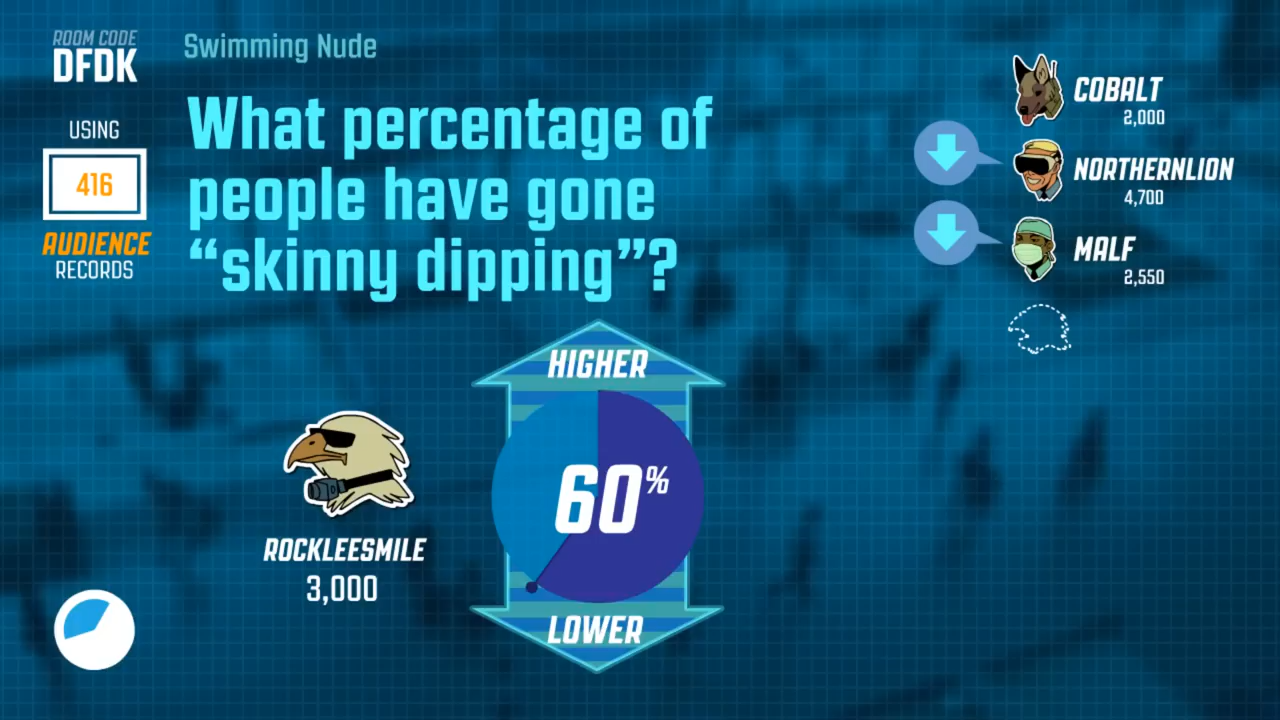 ROOM CODE
DFDK
Swimming Nude
What percentage of
people have gone
“skinny dipping”?
USING
416
AUDIENCE
RECORDS
COBALT
2,000
NORTHERNLION
4,700
MALF
2,550
HIGHER
60%
LOWER
ROCKLEESMILE
3,000